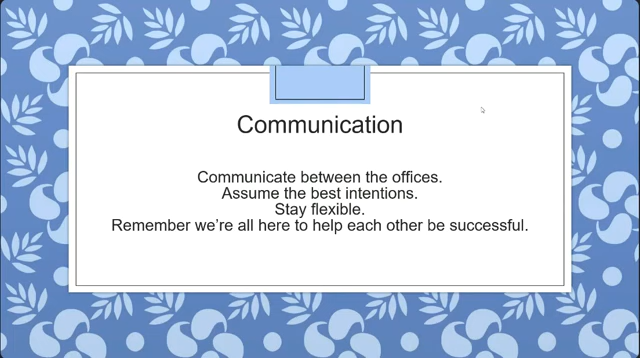 Communication
Communicate between the offices.
Assume the best intentions.
Stay flexible.
Remember we’re all here to help each other be successful.